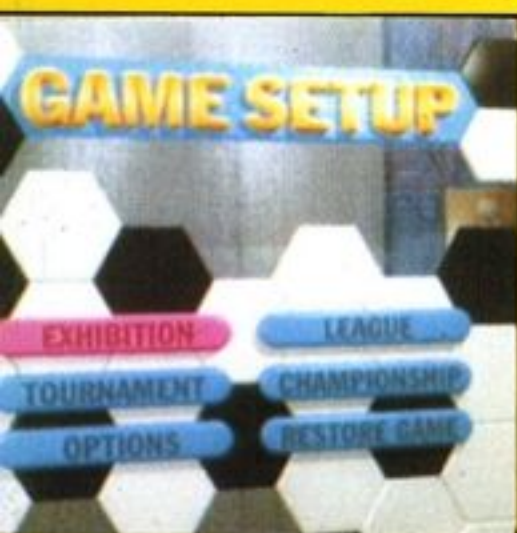 GAME SETUP
EXHIBITION
LEAGUE
TOURNAMENT
CHAMPIONSHIP
OPTIONS
RESTORE GAME